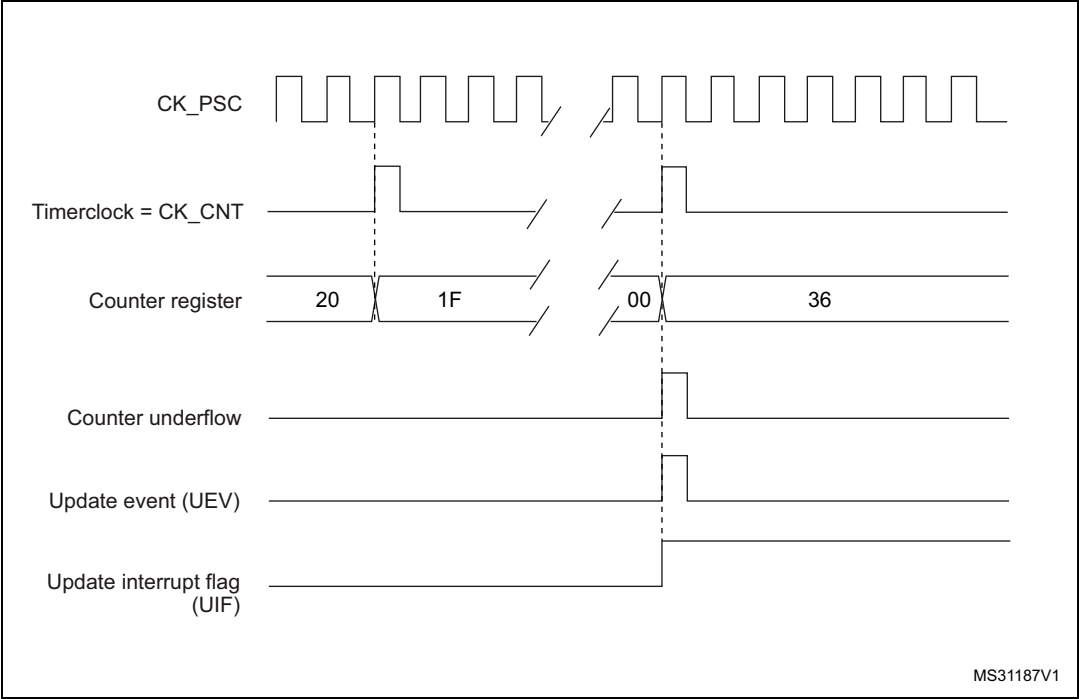 CK_PSC
Timerclock = CK_CNT
Counter register
20
1F
00
36
Counter underflow
Update event (UEV)
Update interrupt flag
(UIF)
MS31187V1